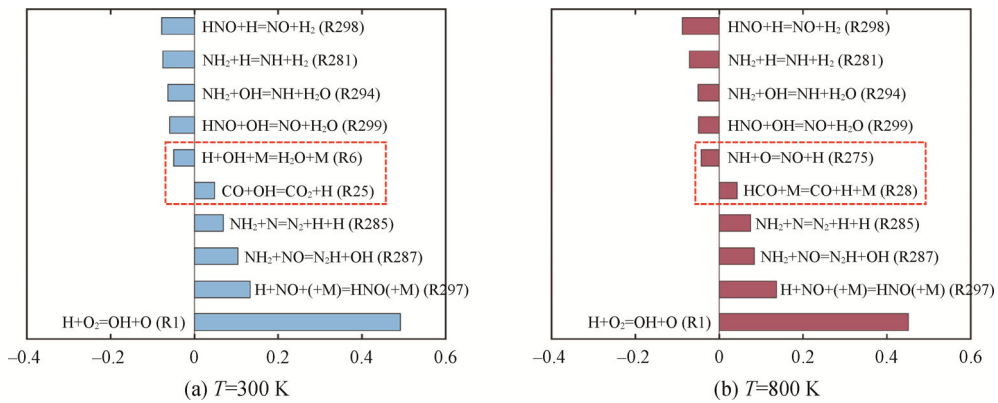 HNO+H=NO+H₂ (R298)
NH₂+H=NH+H₂ (R281)
NH₂+OH=NH+H₂O (R294)
HNO+OH=NO+H₂O (R299)
H+OH+M=H₂O+M (R6)
CO+OH=CO₂+H (R25)
NH₂+N=N₂+H+H (R285)
NH₂+NO=N₂H+OH (R287)
H+NO+(+M)=HNO(+M) (R297)
H+O₂=OH+O (R1)
–0.4 –0.2 0 0.2 0.4 0.6
(a) T=300 K
HNO+H=NO+H₂ (R298)
NH₂+H=NH+H₂ (R281)
NH₂+OH=NH+H₂O (R294)
HNO+OH=NO+H₂O (R299)
NH+O=NO+H (R275)
HCO+M=CO+H+M (R28)
NH₂+N=N₂+H+H (R285)
NH₂+NO=N₂H+OH (R287)
H+NO+(+M)=HNO(+M) (R297)
H+O₂=OH+O (R1)
–0.4 –0.2 0 0.2 0.4 0.6
(b) T=800 K